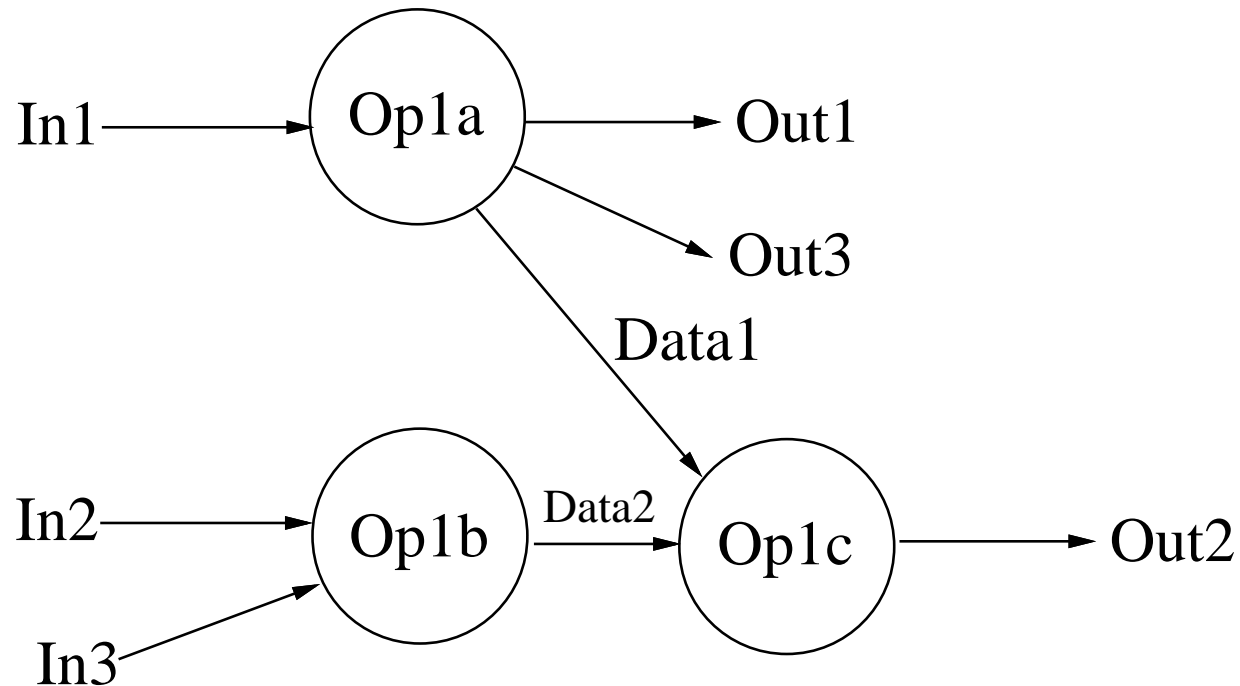 In1
Op1a
Out1
Out3
Data1
In2
Op1b
Data2
Op1c
Out2
In3